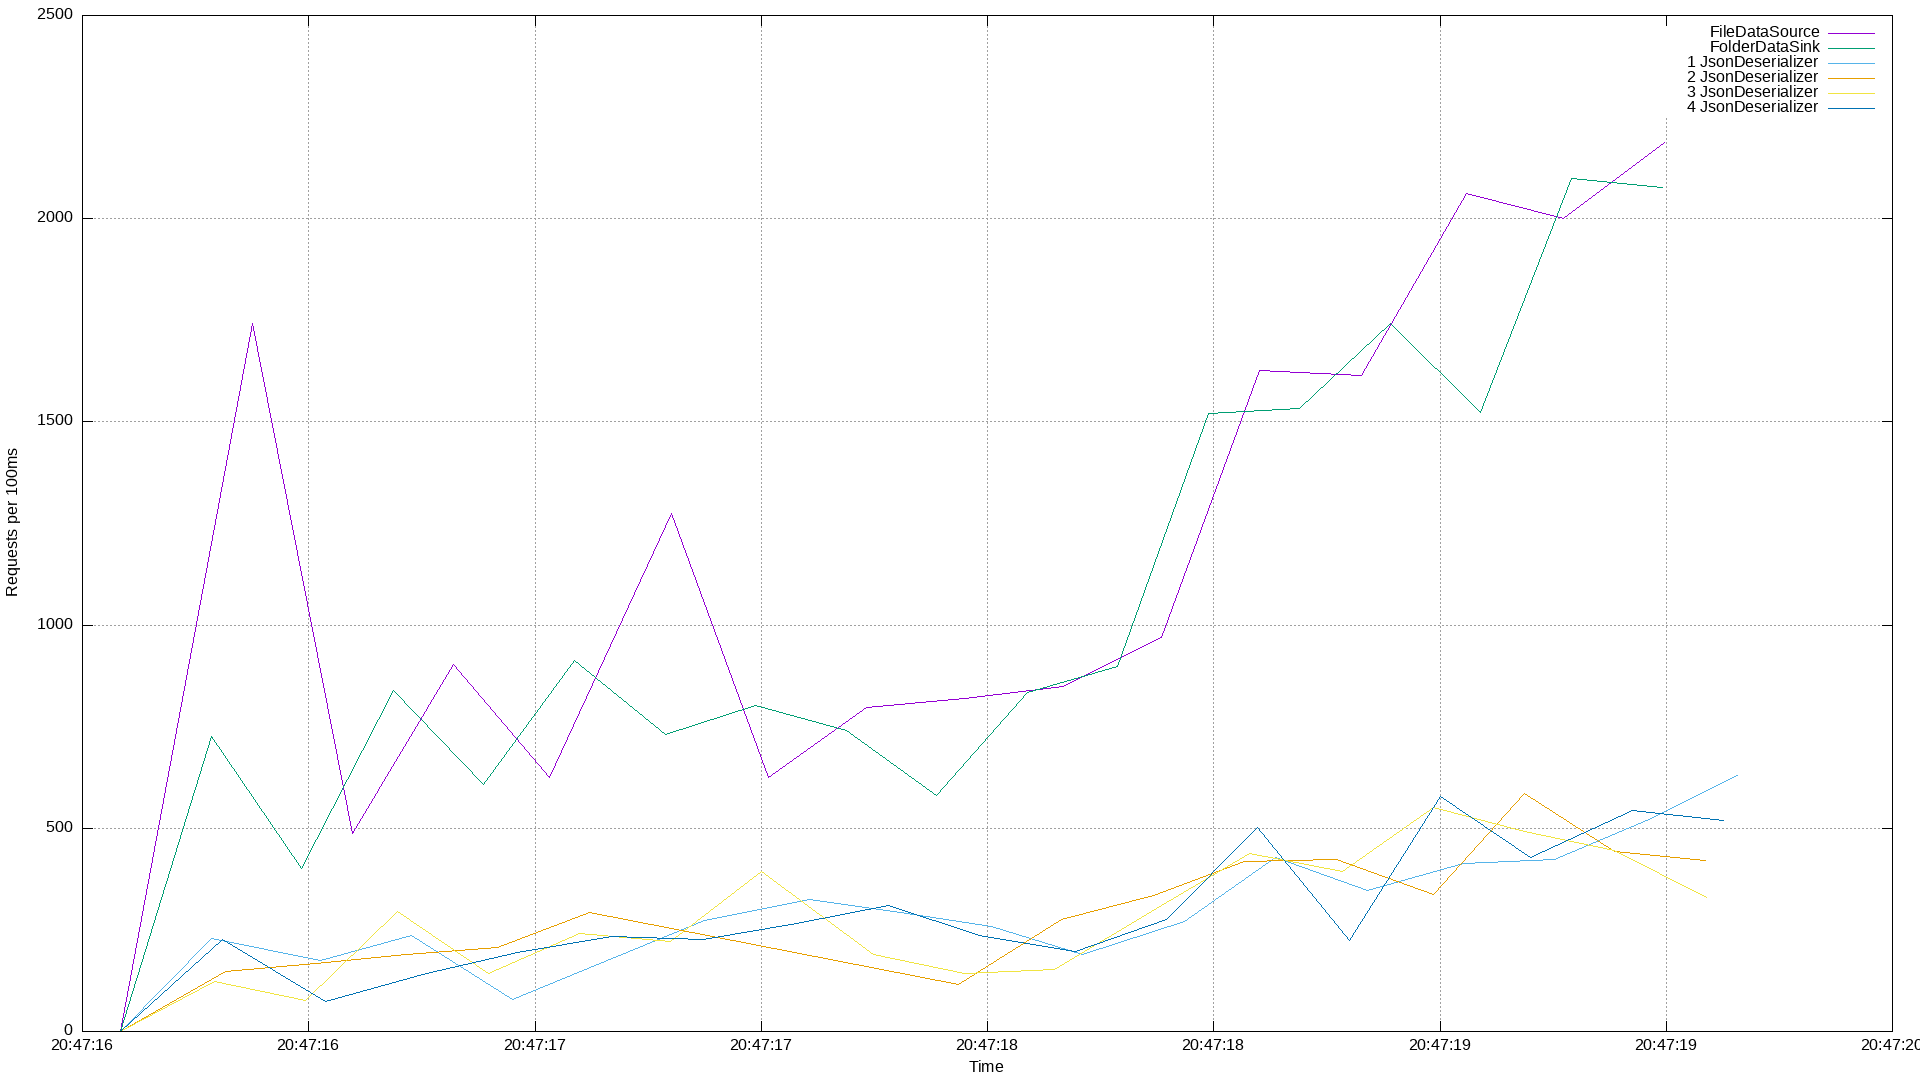 2500
2000
1500
1000
500
0
Requests per 100ms
FileDataSource
FolderDataSink
1 JsonDeserializer
2 JsonDeserializer
3 JsonDeserializer
4 JsonDeserializer
20:47:16 20:47:16 20:47:17 20:47:17 20:47:18 20:47:18 20:47:19 20:47:19 20:47:20
Time